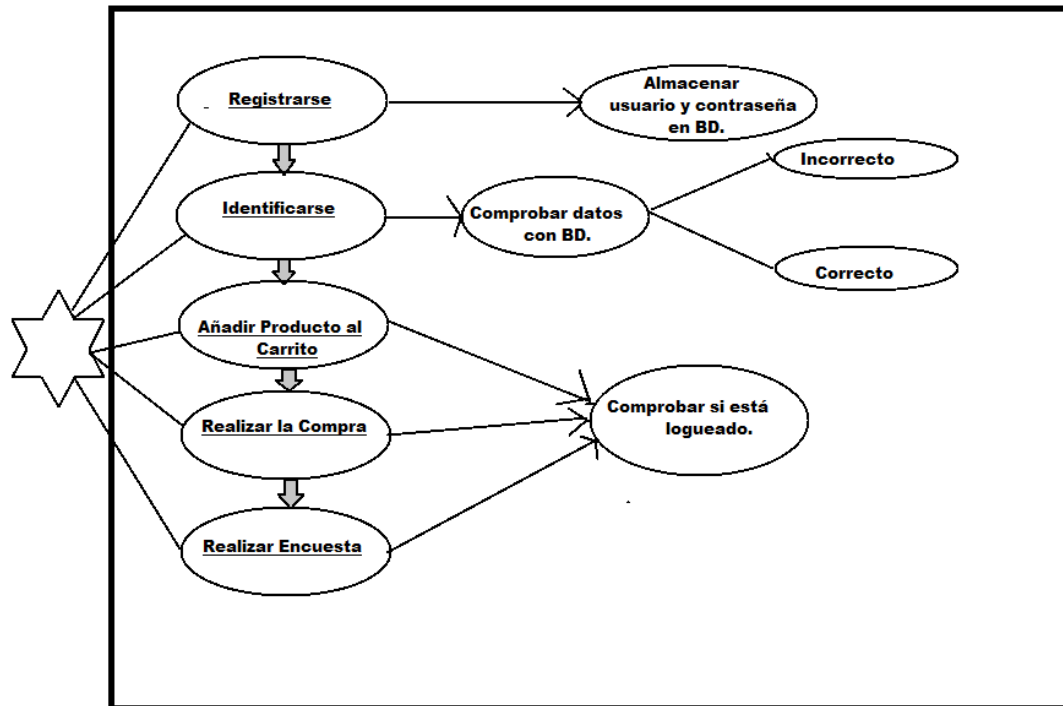 Registrarse
Almacenar
usuario y contraseña
en BD.
Incorrecto
Identificarse
Comprobar datos
con BD.
Correcto
Añadir Producto al
Carrito
Comprobar si está
logueado.
Realizar la Compra
Realizar Encuesta